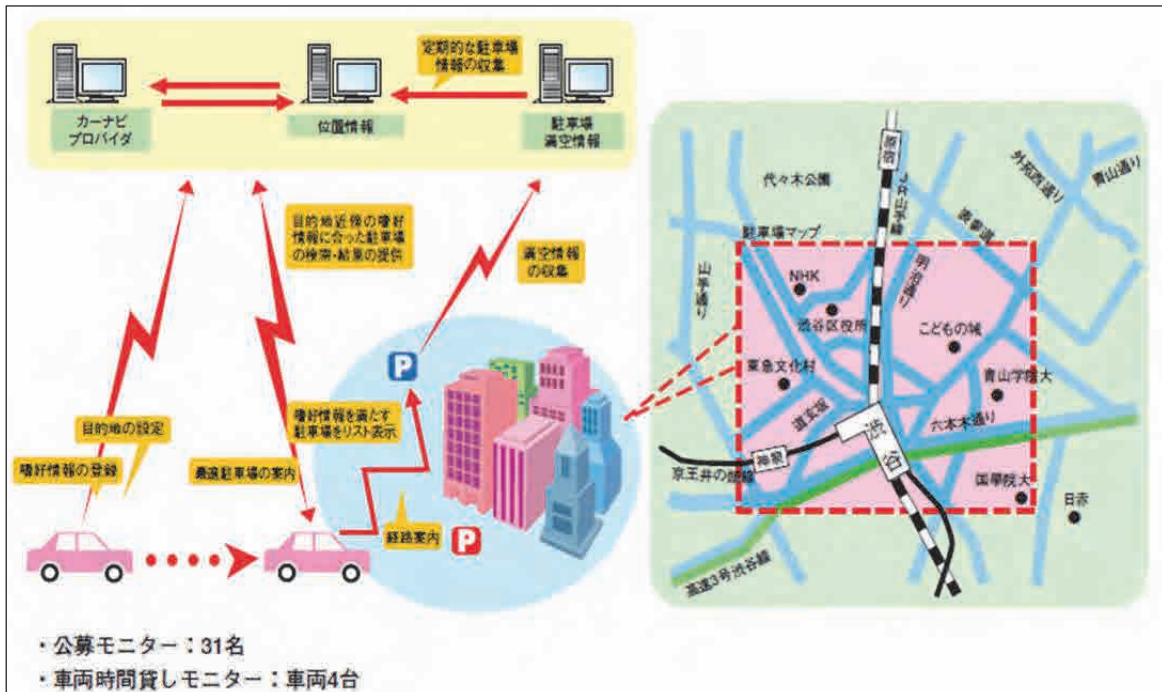 カーナビ
プロバイダ
位置情報
定期的な駐車場
情報の収集
駐車場
満空情報
目的地近傍の嗜好
情報に合った駐車場
の検索・結果の提供
満空情報
の収集
目的地の設定
嗜好情報の登録
最適駐車場の案内
嗜好情報を満たす
駐車場をリスト表示
経路案内
P
P
原宿
代々木公園
JR山手線
外苑西通り
青山通り
表参道
駐車場マップ
山手通り
明治通り
NHK
渋谷区役所
こどもの城
東急文化村
青山学院大
道玄坂
六本木通り
渋谷
神泉
京王井の頭線
国學院大
日赤
高速3号渋谷線
・公募モニター：31名
・車両時間貸しモニター：車両4台